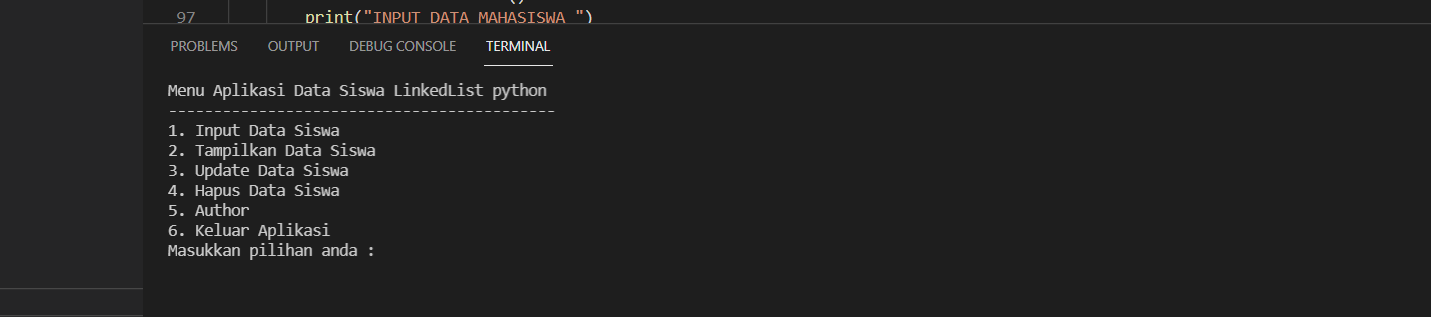 97 print("INPUT DATA MAHASISWA ")
PROBLEMS OUTPUT DEBUG CONSOLE TERMINAL
Menu Aplikasi Data Siswa LinkedList python
-------------------------------------------
1. Input Data Siswa
2. Tampilkan Data Siswa
3. Update Data Siswa
4. Hapus Data Siswa
5. Author
6. Keluar Aplikasi
Masukkan pilihan anda :